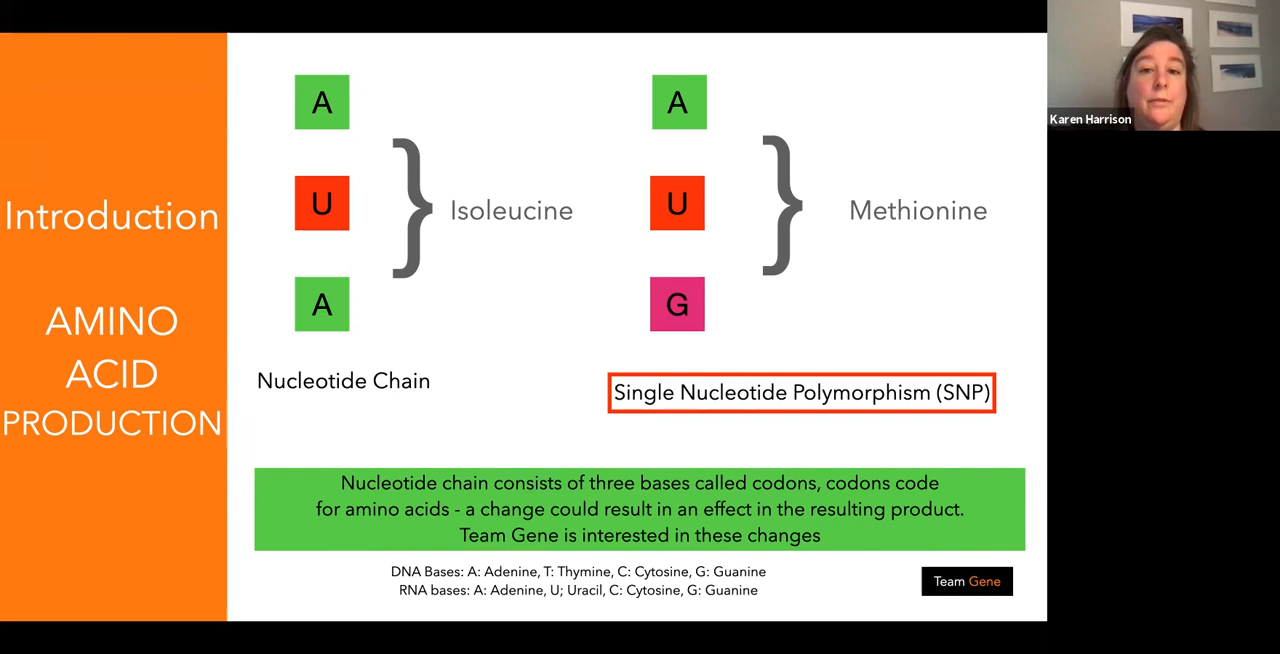 Introduction
AMINO
ACID
PRODUCTION
A
U
A
Isoleucine
Nucleotide Chain
A
U
G
Methionine
Single Nucleotide Polymorphism (SNP)
Nucleotide chain consists of three bases called codons, codons code
for amino acids - a change could result in an effect in the resulting product.
Team Gene is interested in these changes
DNA Bases: A: Adenine, T: Thymine, C: Cytosine, G: Guanine
RNA bases: A: Adenine, U; Uracil, C: Cytosine, G: Guanine
Team Gene
Karen Harrison